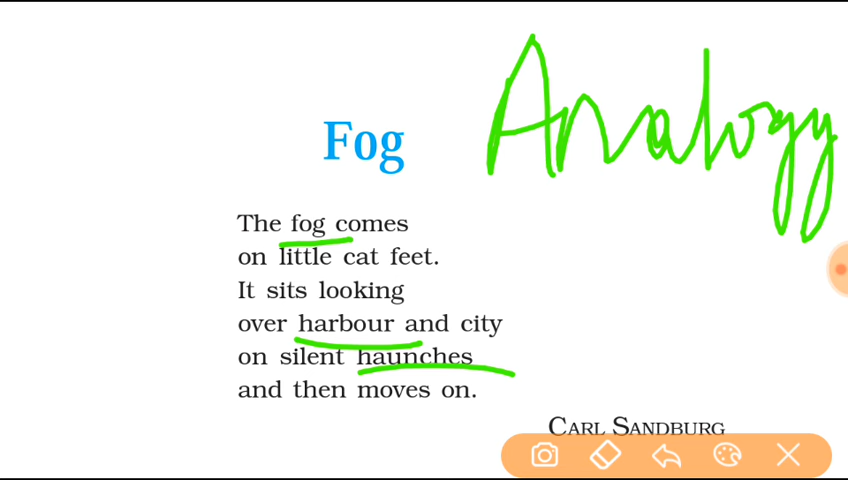 Analogy
Fog
The fog comes
on little cat feet.
It sits looking
over harbour and city
on silent haunches
and then moves on.
CARL SANDBURG